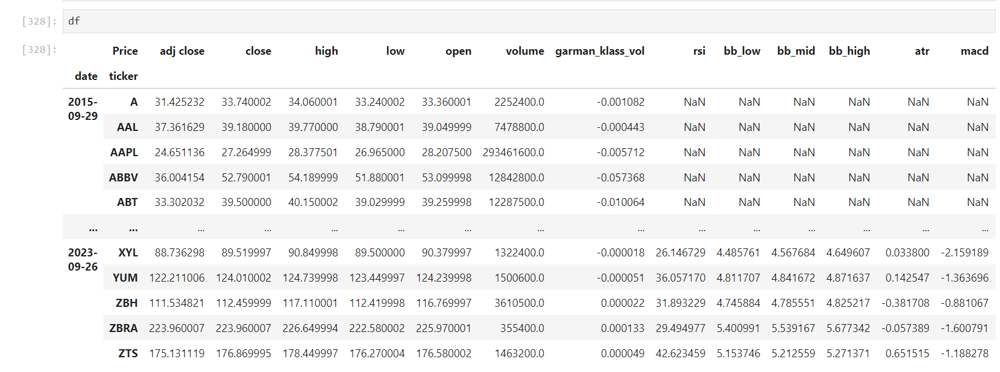 [328]: df
[328]:
Price adj close close high low open volume garman_klass_vol rsi bb_low bb_mid bb_high atr macd
date ticker
2015-09-29 A 31.425232 33.740002 34.060001 33.240002 33.360001 2252400.0 -0.001082 NaN NaN NaN NaN NaN NaN
AAL 37.361629 39.180000 39.770000 38.790001 39.049999 7478800.0 -0.000443 NaN NaN NaN NaN NaN NaN
AAPL 24.651136 27.264999 28.377501 26.965000 28.207500 293461600.0 -0.005712 NaN NaN NaN NaN NaN NaN
ABBV 36.004154 52.790001 54.189999 51.880001 53.099998 12842800.0 -0.057368 NaN NaN NaN NaN NaN NaN
ABT 33.302032 39.500000 40.150002 39.029999 39.259998 12287500.0 -0.010064 NaN NaN NaN NaN NaN NaN
... ... ... ... ... ... ... ... ... ... ... ... ... ... ...
2023-09-26 XYL 88.736298 89.519997 90.849998 89.500000 90.379997 1322400.0 -0.000018 26.146729 4.485761 4.567684 4.649607 0.033800 -2.159189
YUM 122.211006 124.010002 124.739998 123.449997 124.239998 1500600.0 -0.000051 36.057170 4.811707 4.841672 4.871637 0.142547 -1.363696
ZBH 111.534821 112.459999 117.110001 112.419998 116.769997 3610500.0 0.000022 31.893229 4.745884 4.785551 4.825217 -0.381708 -0.881067
ZBRA 223.960007 223.960007 226.649994 222.580002 225.970001 355400.0 0.000133 29.494977 5.400991 5.539167 5.677342 -0.057389 -1.600791
ZTS 175.131119 176.869995 178.449997 176.270004 176.580002 1463200.0 0.000049 42.623459 5.153746 5.212559 5.271371 0.651515 -1.188278